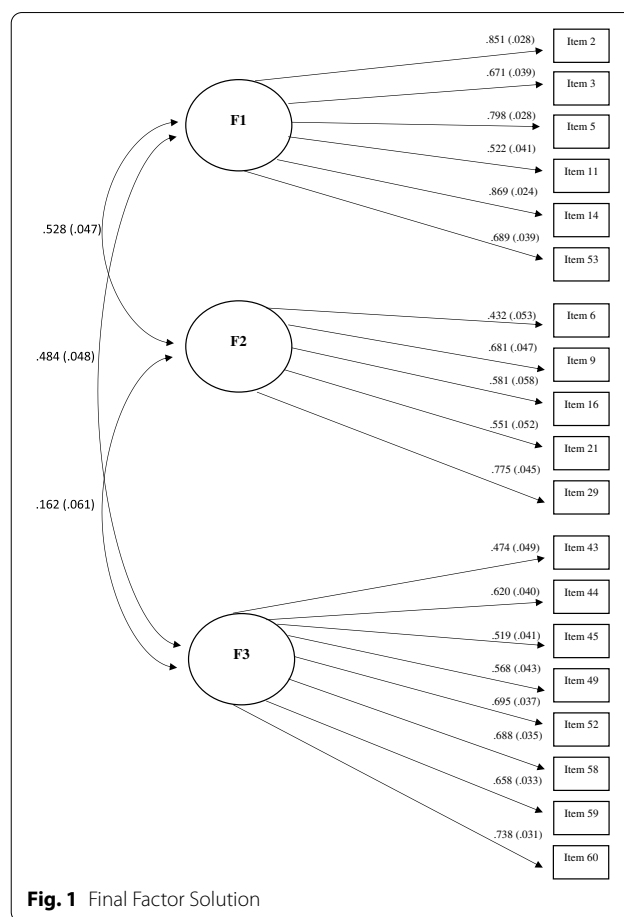 .851 (.028)
Item 2
.671 (.039)
Item 3
F1
.798 (.028)
Item 5
.522 (.041)
Item 11
.869 (.024)
Item 14
.528 (.047)
.689 (.039)
Item 53
.432 (.053)
Item 6
F2
.681 (.047)
Item 9
.484 (.048)
.581 (.058)
Item 16
.551 (.052)
Item 21
.775 (.045)
Item 29
.162 (.061)
.474 (.049)
Item 43
.620 (.040)
Item 44
.519 (.041)
Item 45
F3
.568 (.043)
Item 49
.695 (.037)
Item 52
.688 (.035)
Item 58
.658 (.033)
Item 59
.738 (.031)
Item 60
Fig. 1 Final Factor Solution